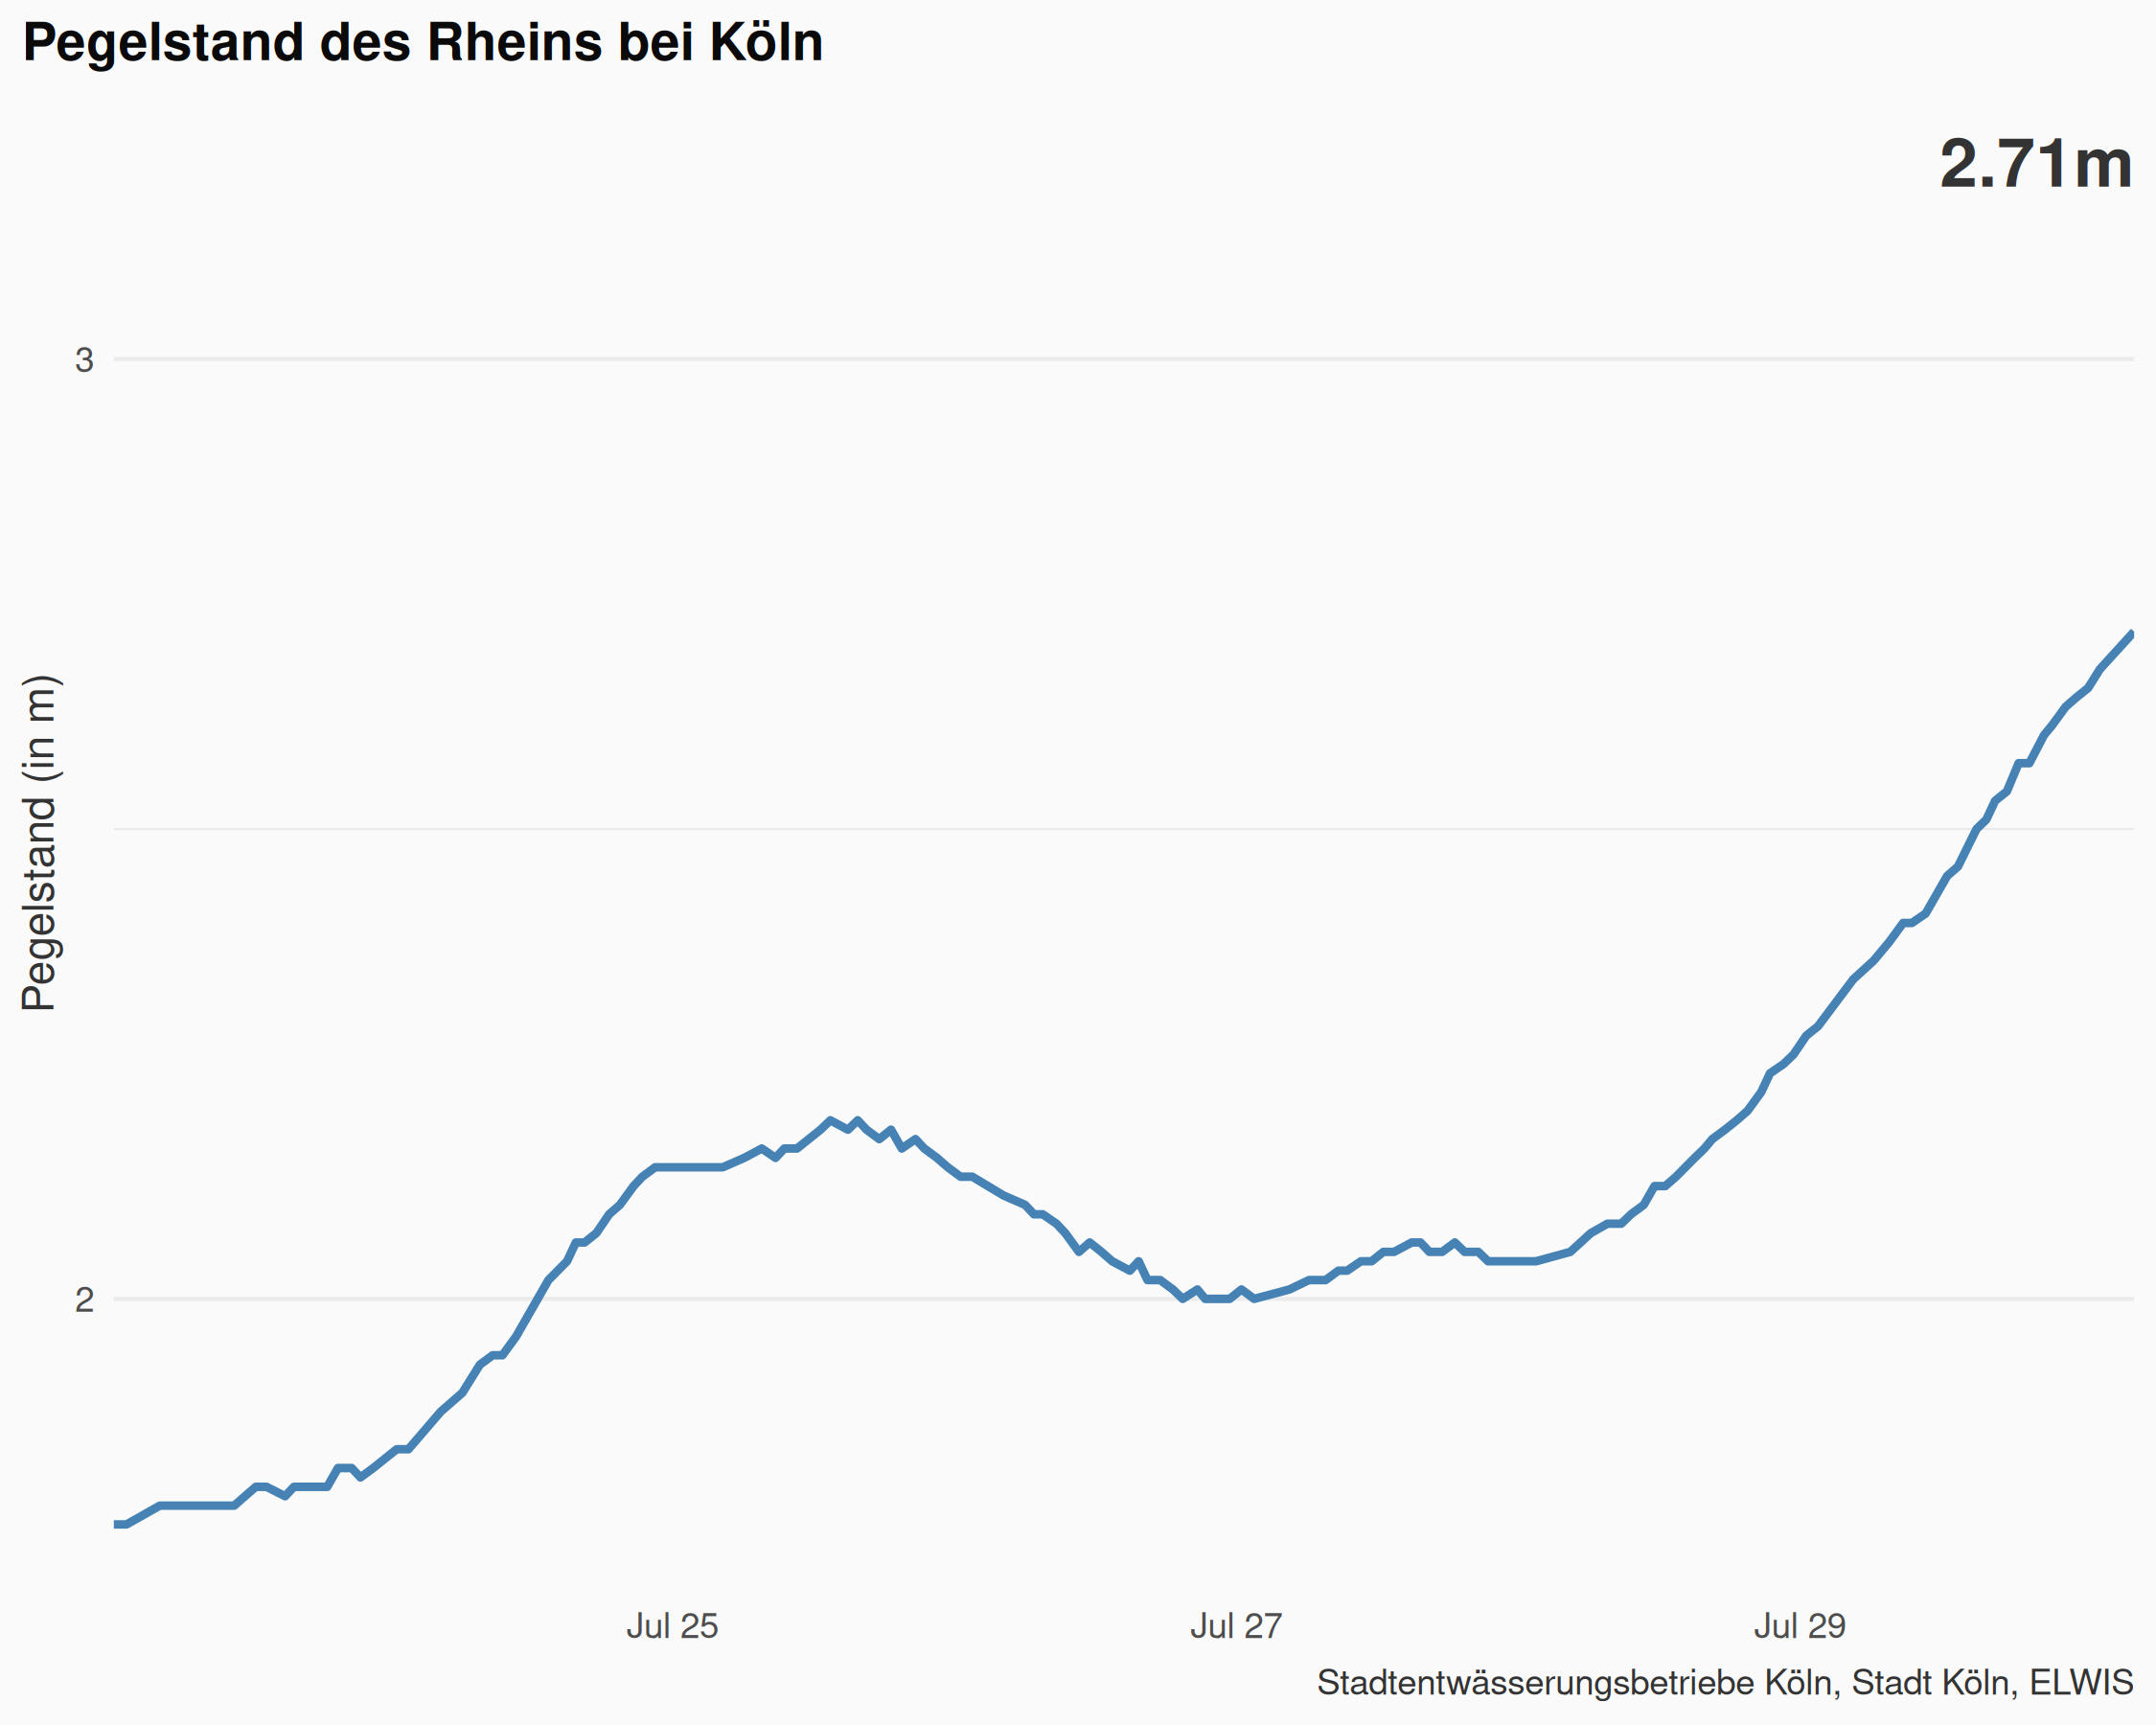 Pegelstand des Rheins bei Köln
2.71m
3
Pegelstand (in m)
2
Jul 25
Jul 27
Jul 29
Stadtentwässerungsbetriebe Köln, Stadt Köln, ELWIS